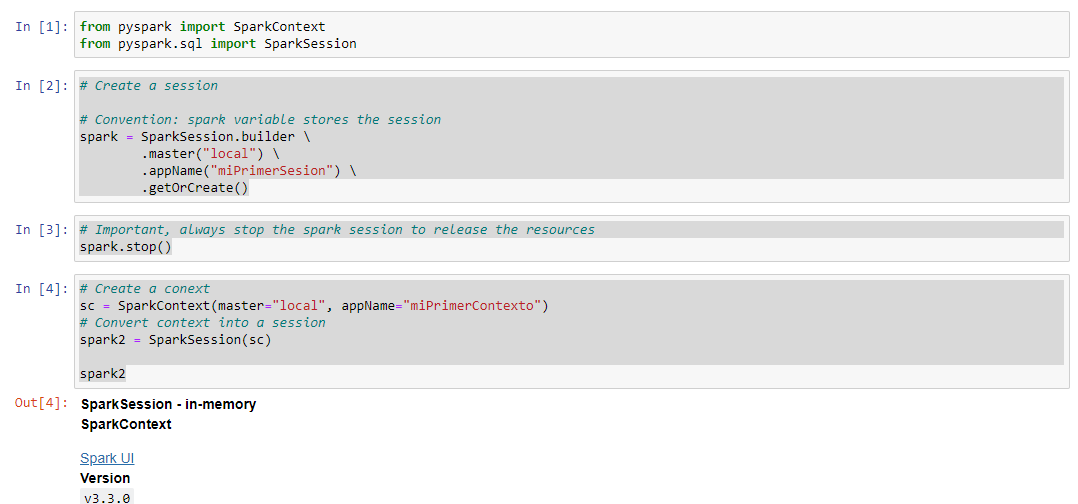 In [1]: from pyspark import SparkContext
from pyspark.sql import SparkSession
In [2]: # Create a session
# Convention: spark variable stores the session
spark = SparkSession.builder \
.master("local") \
.appName("miPrimerSesion") \
.getOrCreate()
In [3]: # Important, always stop the spark session to release the resources
spark.stop()
In [4]: # Create a conext
sc = SparkContext(master="local", appName="miPrimerContexto")
# Convert context into a session
spark2 = SparkSession(sc)
spark2
Out[4]: SparkSession - in-memory
SparkContext
Spark UI
Version
v3.3.0